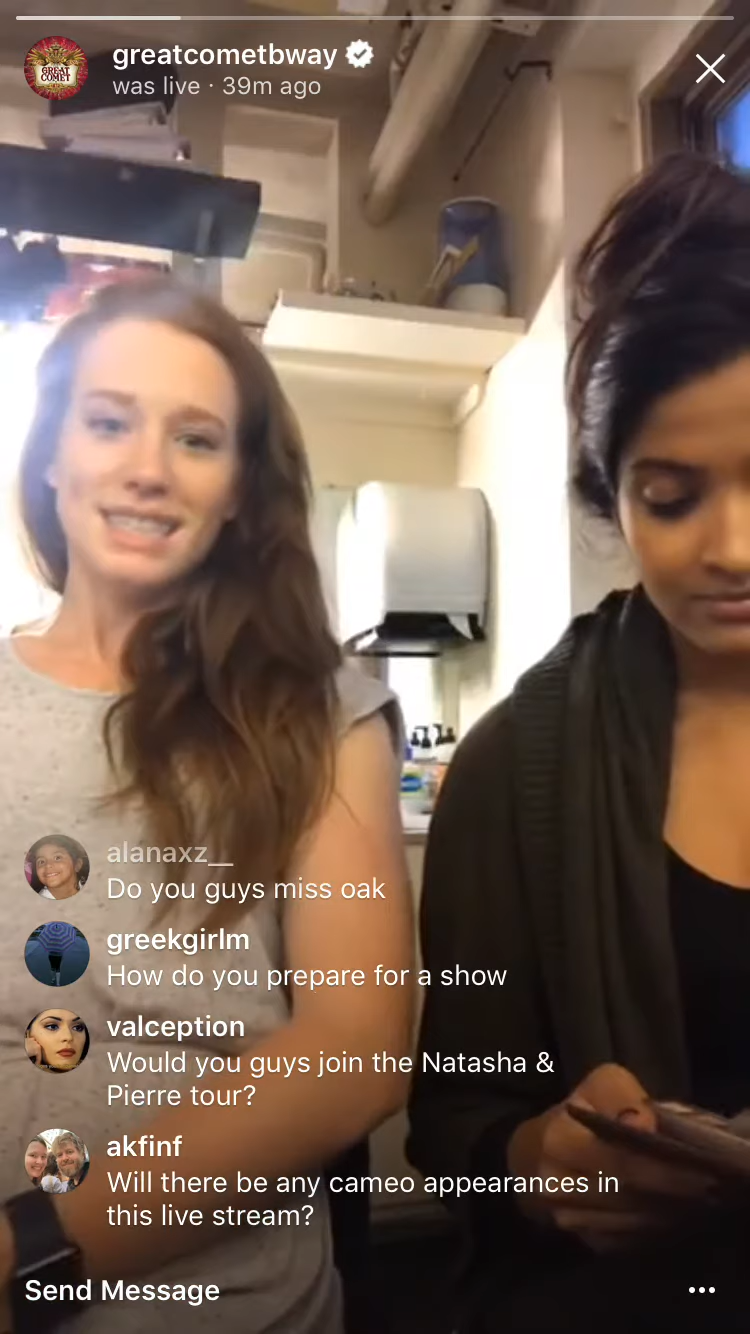 greatcometbway
was live · 39m ago
GREAT
COMET
alanaxz__
Do you guys miss oak
greekgirlm
How do you prepare for a show
valception
Would you guys join the Natasha &
Pierre tour?
akfinf
Will there be any cameo appearances in
this live stream?
Send Message